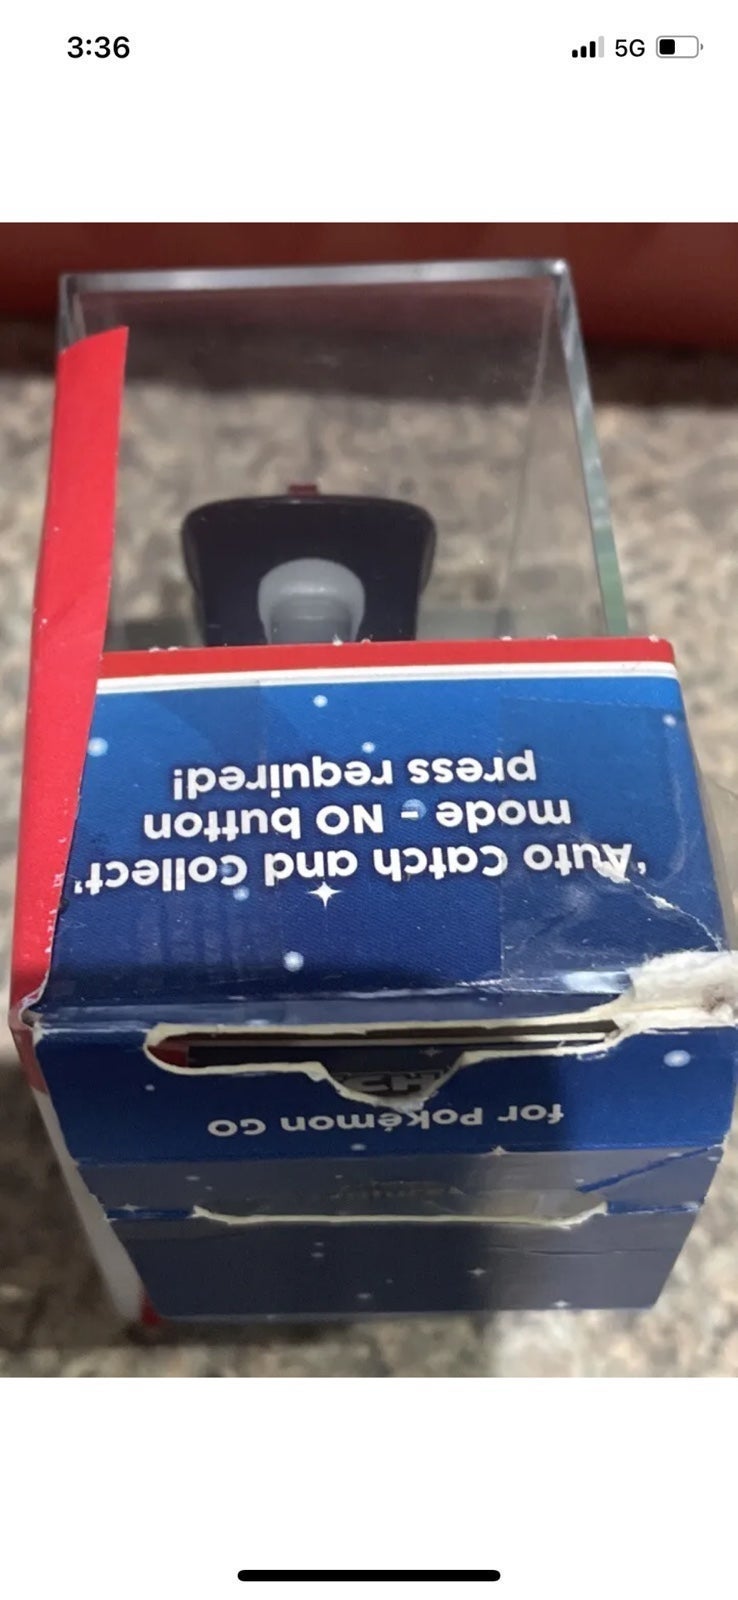 3:36
5G
'Auto Catch and Collect'
mode - NO button
press required!
for Pokémon GO